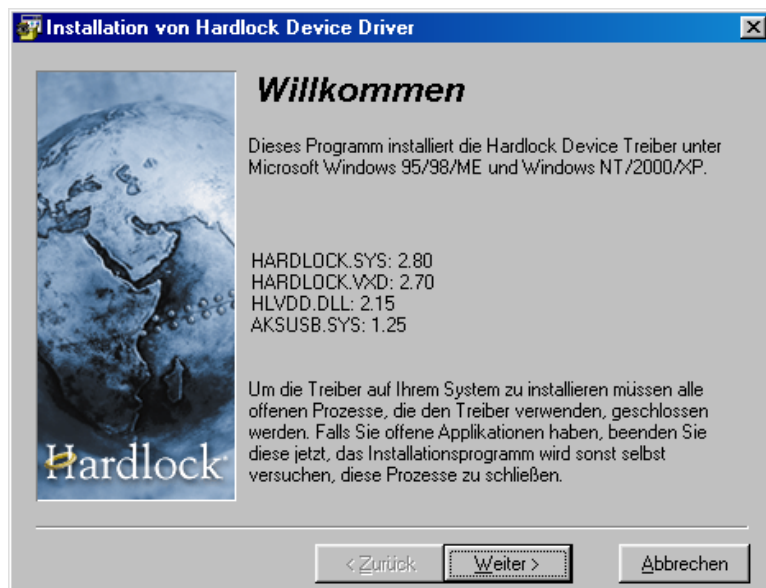 Installation von Hardlock Device Driver
Willkommen
Dieses Programm installiert die Hardlock Device Treiber unter
Microsoft Windows 95/98/ME und Windows NT/2000/XP.
HARDLOCK.SYS: 2.80
HARDLOCK.VXD: 2.70
HLVDD.DLL: 2.15
AKSUSB.SYS: 1.25
Um die Treiber auf Ihrem System zu installieren müssen alle
offenen Prozesse, die den Treiber verwenden, geschlossen
werden. Falls Sie offene Applikationen haben, beenden Sie
diese jetzt, das Installationsprogramm wird sonst selbst
versuchen, diese Prozesse zu schließen.
Hardlock
< Zurück
Weiter >
Abbrechen